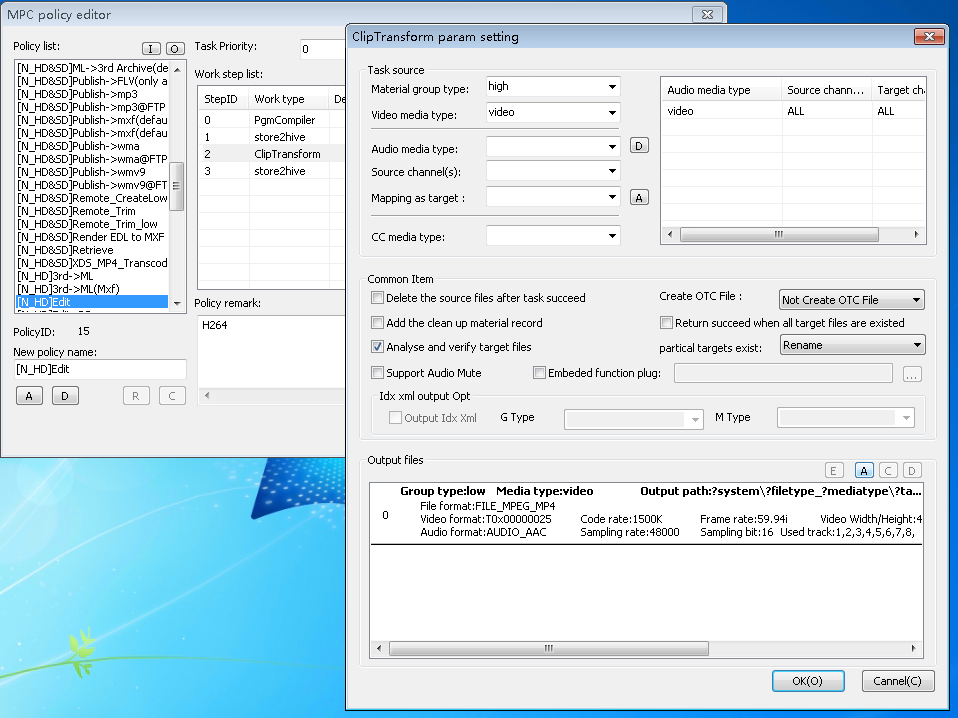 MPC policy editor
Policy list:
I
O
[N_HD&SD]ML->3rd Archive(de
[N_HD&SD]Publish->FLV(only a
[N_HD&SD]Publish->mp3
[N_HD&SD]Publish->mp3@FTP
[N_HD&SD]Publish->mxf(defau
[N_HD&SD]Publish->mxf(defau
[N_HD&SD]Publish->wma
[N_HD&SD]Publish->wma@FTP
[N_HD&SD]Publish->wmv9
[N_HD&SD]Publish->wmv9@FT
[N_HD&SD]Remote_CreateLow
[N_HD&SD]Remote_Trim
[N_HD&SD]Remote_Trim_low
[N_HD&SD]Render EDL to MXF
[N_HD&SD]Retrieve
[N_HD&SD]XDS_MP4_Transcod
[N_HD]3rd->ML
[N_HD]3rd->ML(Mxf)
[N_HD]Edit
PolicyID: 15
New policy name:
[N_HD]Edit
A D R C
Task Priority: 0
Work step list:
StepID Work type De
0 PgmCompiler
1 store2hive
2 ClipTransform
3 store2hive
Policy remark:
H264
ClipTransform param setting
Task source
Material group type: high
Video media type: video
Audio media type: D
Source channel(s):
Mapping as target : A
CC media type:
Audio media type Source chann... Target cha
video ALL ALL
Common Item
Delete the source files after task succeed
Create OTC File : Not Create OTC File
Add the clean up material record
Return succeed when all target files are existed
Analyse and verify target files
partical targets exist: Rename
Support Audio Mute
Embeded function plug: ...
Idx xml output Opt
Output Idx Xml G Type M Type
Output files
E A C D
Group type:low Media type:video Output path:?system\?filetype_?mediatype\?ta...
File format:FILE_MPEG_MP4
0
Video format:T0x00000025 Code rate:1500K Frame rate:59.94i Video Width/Height:4
Audio format:AUDIO_AAC Sampling rate:48000 Sampling bit:16 Used track:1,2,3,4,5,6,7,8,
OK(O) Cannel(C)